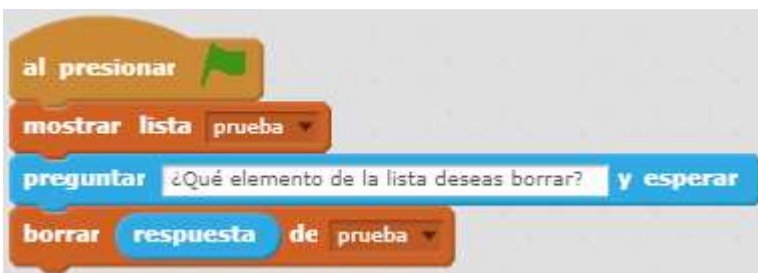 al presionar
mostrar lista prueba
preguntar ¿Qué elemento de la lista deseas borrar? y esperar
borrar respuesta de prueba